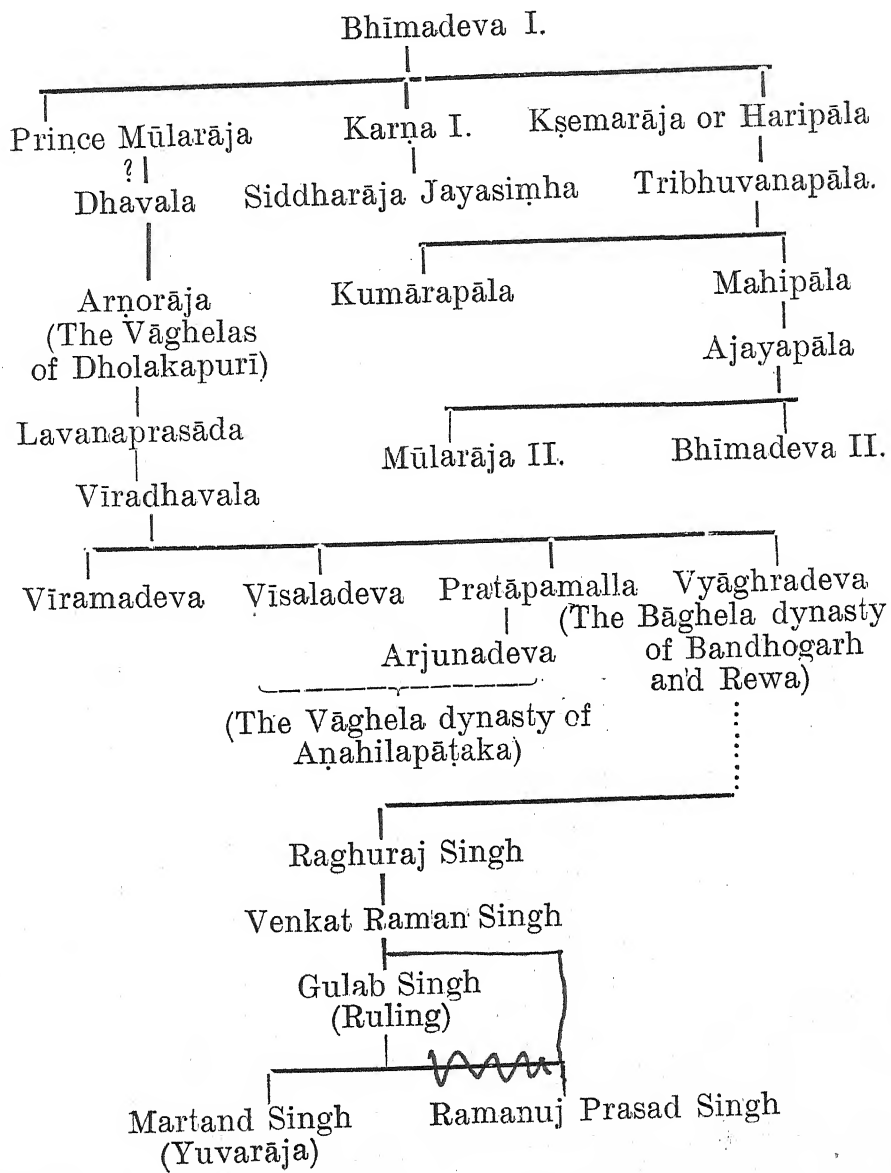 Bhīmadeva I.
Prince Mūlarāja Karṇa I. Kṣemarāja or Haripāla
?
Dhavala Siddharāja Jayasiṃha Tribhuvanapāla.
Arṇorāja Kumārapāla Mahipāla
(The Vāghelas
of Dholakapurī) Ajayapāla
Lavanaprasāda
Mūlarāja II. Bhīmadeva II.
Vīradhavala
Vīramadeva Vīsaladeva Pratāpamalla Vyāghradeva
(The Bāghela dynasty
Arjunadeva of Bandhogarh
and Rewa)
(The Vāghela dynasty of
Aṇahilapāṭaka)
Raghuraj Singh
Venkat Raman Singh
Gulab Singh
(Ruling)
Martand Singh Ramanuj Prasad Singh
(Yuvarāja)